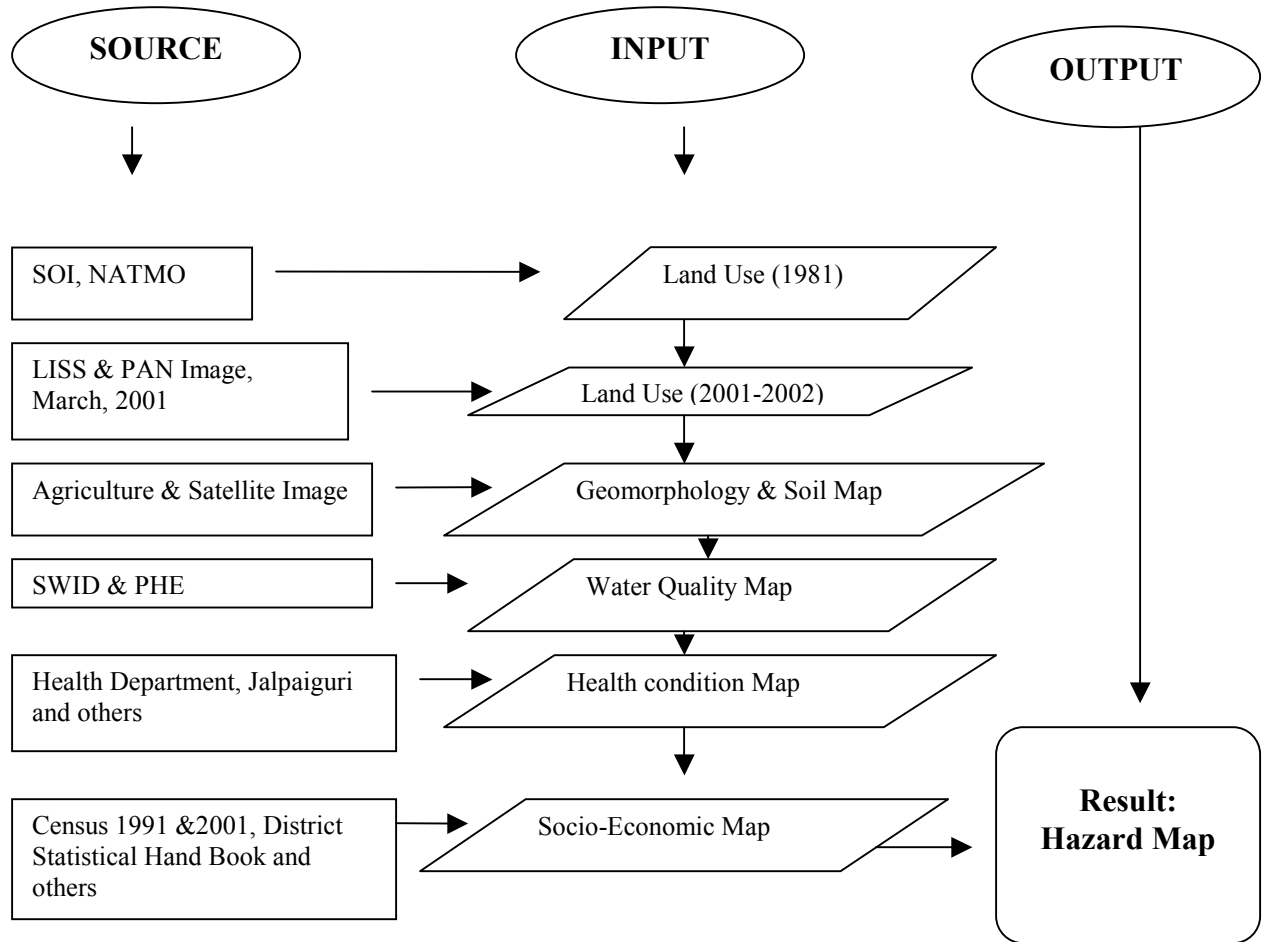 SOURCE
INPUT
OUTPUT
SOI, NATMO
Land Use (1981)
LISS & PAN Image,
March, 2001
Land Use (2001-2002)
Agriculture & Satellite Image
Geomorphology & Soil Map
SWID & PHE
Water Quality Map
Health Department, Jalpaiguri
and others
Health condition Map
Census 1991 &2001, District
Statistical Hand Book and
others
Socio-Economic Map
Result:
Hazard Map